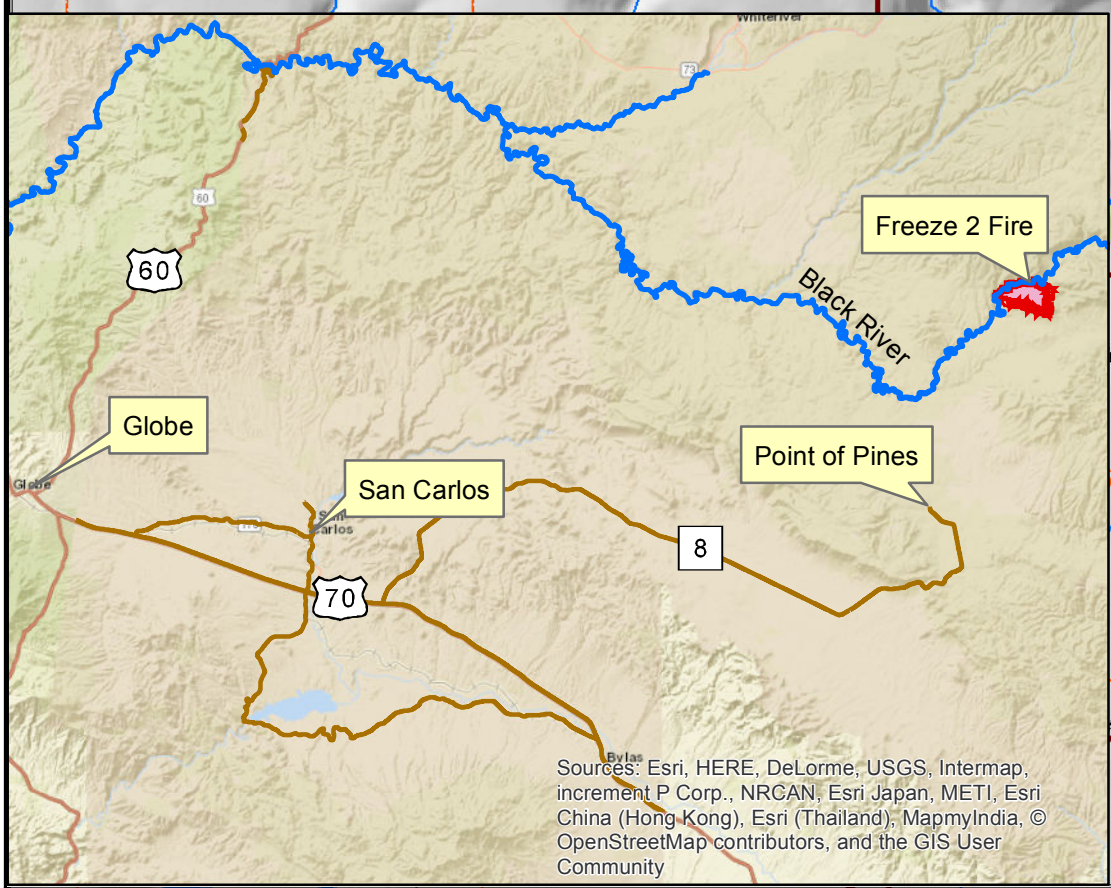 Whiteriver
73
60
Freeze 2 Fire
60
Black River
Globe
Point of Pines
Globe
San Carlos
San
Carlos
8
70
Bylas
Sources: Esri, HERE, DeLorme, USGS, Intermap,
increment P Corp., NRCAN, Esri Japan, METI, Esri
China (Hong Kong), Esri (Thailand), MapmyIndia, ©
OpenStreetMap contributors, and the GIS User
Community